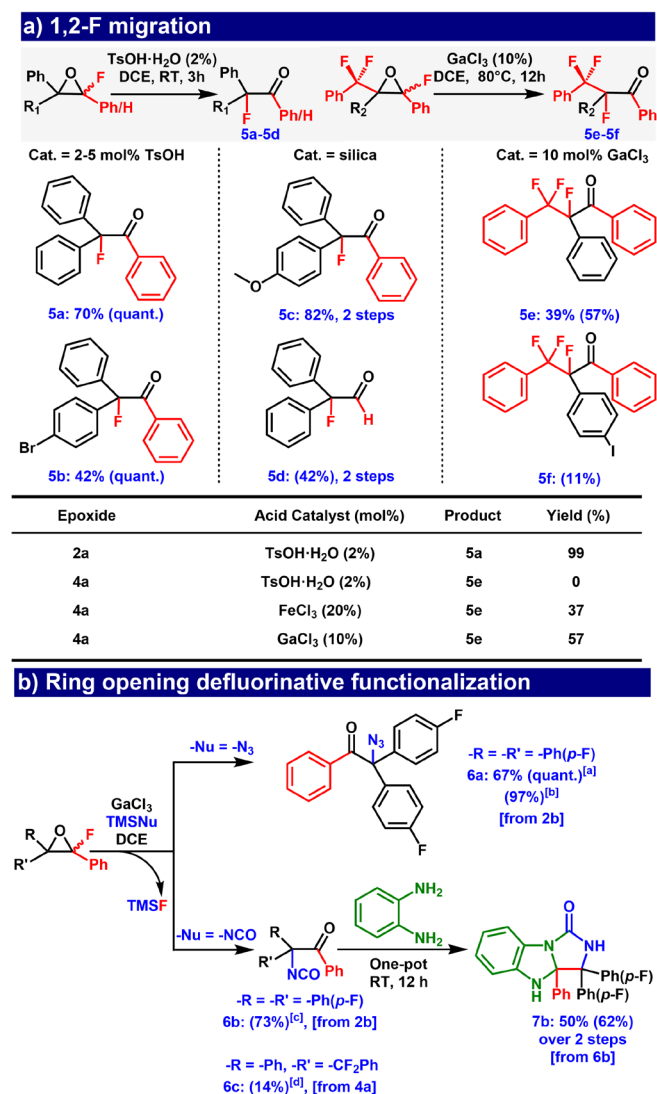 a) 1,2-F migration
TsOH·H2O (2%)
DCE, RT, 3h
GaCl3 (10%)
DCE, 80°C, 12h
Ph
O
F
R1
Ph/H
Ph
O
R1
F
Ph/H
5a-5d
F
F
F
O
F
Ph
R2
Ph
F
F
F
O
Ph
R2
F
Ph
5e-5f
Cat. = 2-5 mol% TsOH
Cat. = silica
Cat. = 10 mol% GaCl3
O
F
5a: 70% (quant.)
O
F
O
5c: 82%, 2 steps
F
F
F
O
5e: 39% (57%)
O
F
Br
5b: 42% (quant.)
O
F
H
5d: (42%), 2 steps
F
F
F
O
I
5f: (11%)
Epoxide Acid Catalyst (mol%) Product Yield (%)
2a TsOH·H2O (2%) 5a 99
4a TsOH·H2O (2%) 5e 0
4a FeCl3 (20%) 5e 37
4a GaCl3 (10%) 5e 57
b) Ring opening defluorinative functionalization
-Nu = -N3
O
N3
F
F
-R = -R' = -Ph(p-F)
6a: 67% (quant.)[a]
(97%)[b]
[from 2b]
GaCl3
TMSNu
DCE
R
O
F
R'
Ph
TMSF
-Nu = -NCO
R
O
R'
NCO
Ph
NH2
NH2
One-pot
RT, 12 h
O
N
NH
N
H
Ph
Ph(p-F)
Ph(p-F)
-R = -R' = -Ph(p-F)
6b: (73%)[c], [from 2b]
7b: 50% (62%)
over 2 steps
[from 6b]
-R = -Ph, -R' = -CF2Ph
6c: (14%)[d], [from 4a]